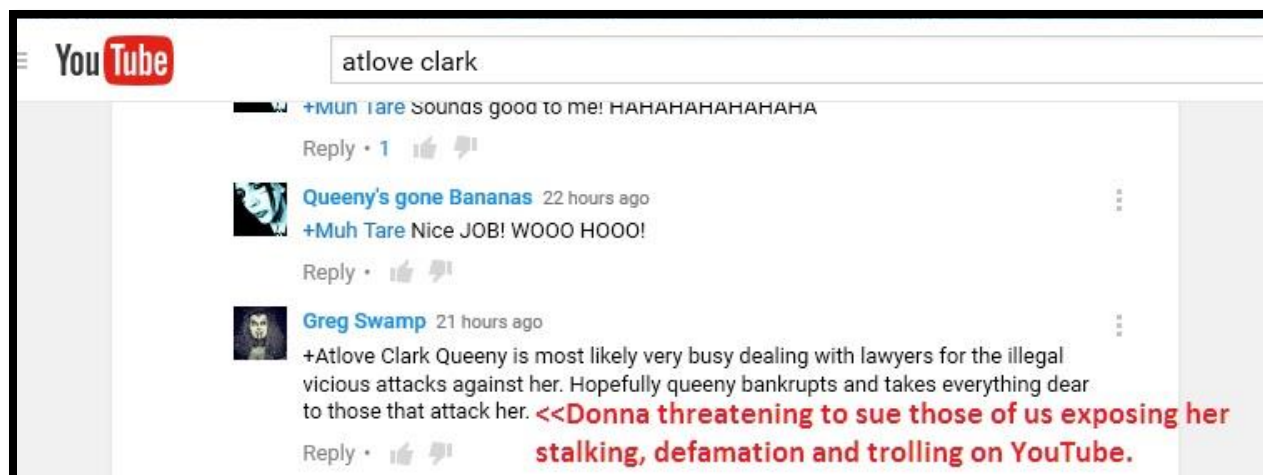 YouTube
atlove clark
+Muh Tare Sounds good to me! HAHAHAHAHAHAHA
Reply • 1
Queeny's gone Bananas 22 hours ago
+Muh Tare Nice JOB! WOOO HOOO!
Reply •
Greg Swamp 21 hours ago
+Atlove Clark Queeny is most likely very busy dealing with lawyers for the illegal
vicious attacks against her. Hopefully queeny bankrupts and takes everything dear
to those that attack her. <<Donna threatening to sue those of us exposing her
Reply • stalking, defamation and trolling on YouTube.